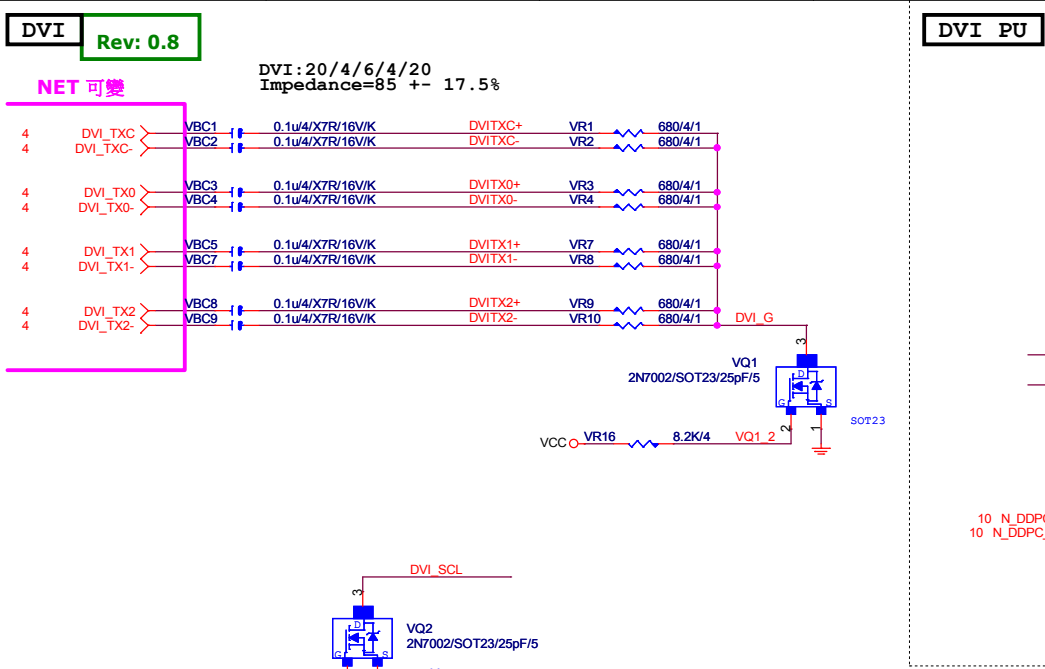 DVI
Rev: 0.8
DVI PU
NET 可變
DVI:20/4/6/4/20
Impedance=85 +- 17.5%
4 DVI_TXC VBC1 0.1u/4/X7R/16V/K DVITXC+ VR1 680/4/1
4 DVI_TXC- VBC2 0.1u/4/X7R/16V/K DVITXC- VR2 680/4/1
4 DVI_TX0 VBC3 0.1u/4/X7R/16V/K DVITX0+ VR3 680/4/1
4 DVI_TX0- VBC4 0.1u/4/X7R/16V/K DVITX0- VR4 680/4/1
4 DVI_TX1 VBC5 0.1u/4/X7R/16V/K DVITX1+ VR7 680/4/1
4 DVI_TX1- VBC7 0.1u/4/X7R/16V/K DVITX1- VR8 680/4/1
4 DVI_TX2 VBC8 0.1u/4/X7R/16V/K DVITX2+ VR9 680/4/1
4 DVI_TX2- VBC9 0.1u/4/X7R/16V/K DVITX2- VR10 680/4/1 DVI_G
3
VQ1
2N7002/SOT23/25pF/5
D
G S
SOT23
2 1
VCC VR16 8.2K/4 VQ1_2
10 N_DDP
10 N_DDPC_
DVI_SCL
3
VQ2
2N7002/SOT23/25pF/5
D
G S